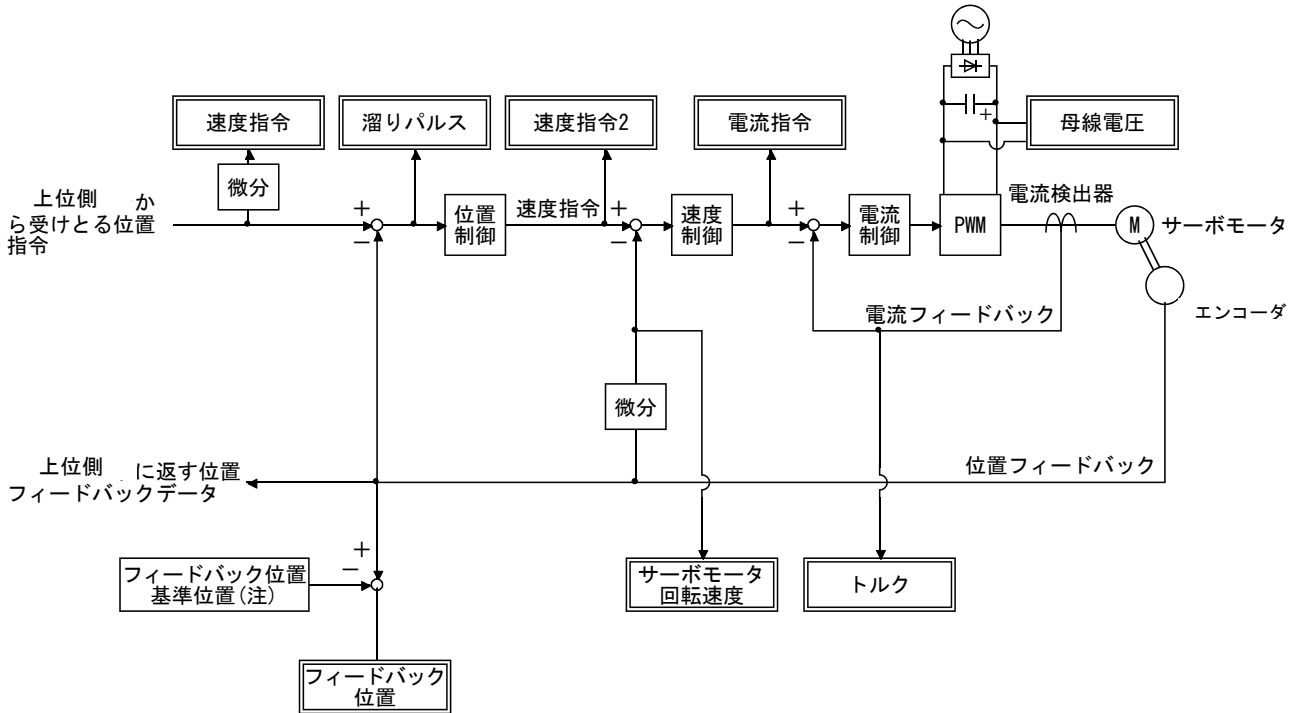 母線電圧
速度指令
溜りパルス
速度指令2
電流指令
微分
上位側 か
ら受けとる位置
指令
+
−
位置
制御
速度指令
+
−
速度
制御
+
−
電流
制御
PWM
電流検出器
M
サーボモータ
エンコーダ
電流フィードバック
微分
上位側 に返す位置
フィードバックデータ
位置フィードバック
+
−
フィードバック位置
基準位置(注)
サーボモータ
回転速度
トルク
フィードバック
位置
+